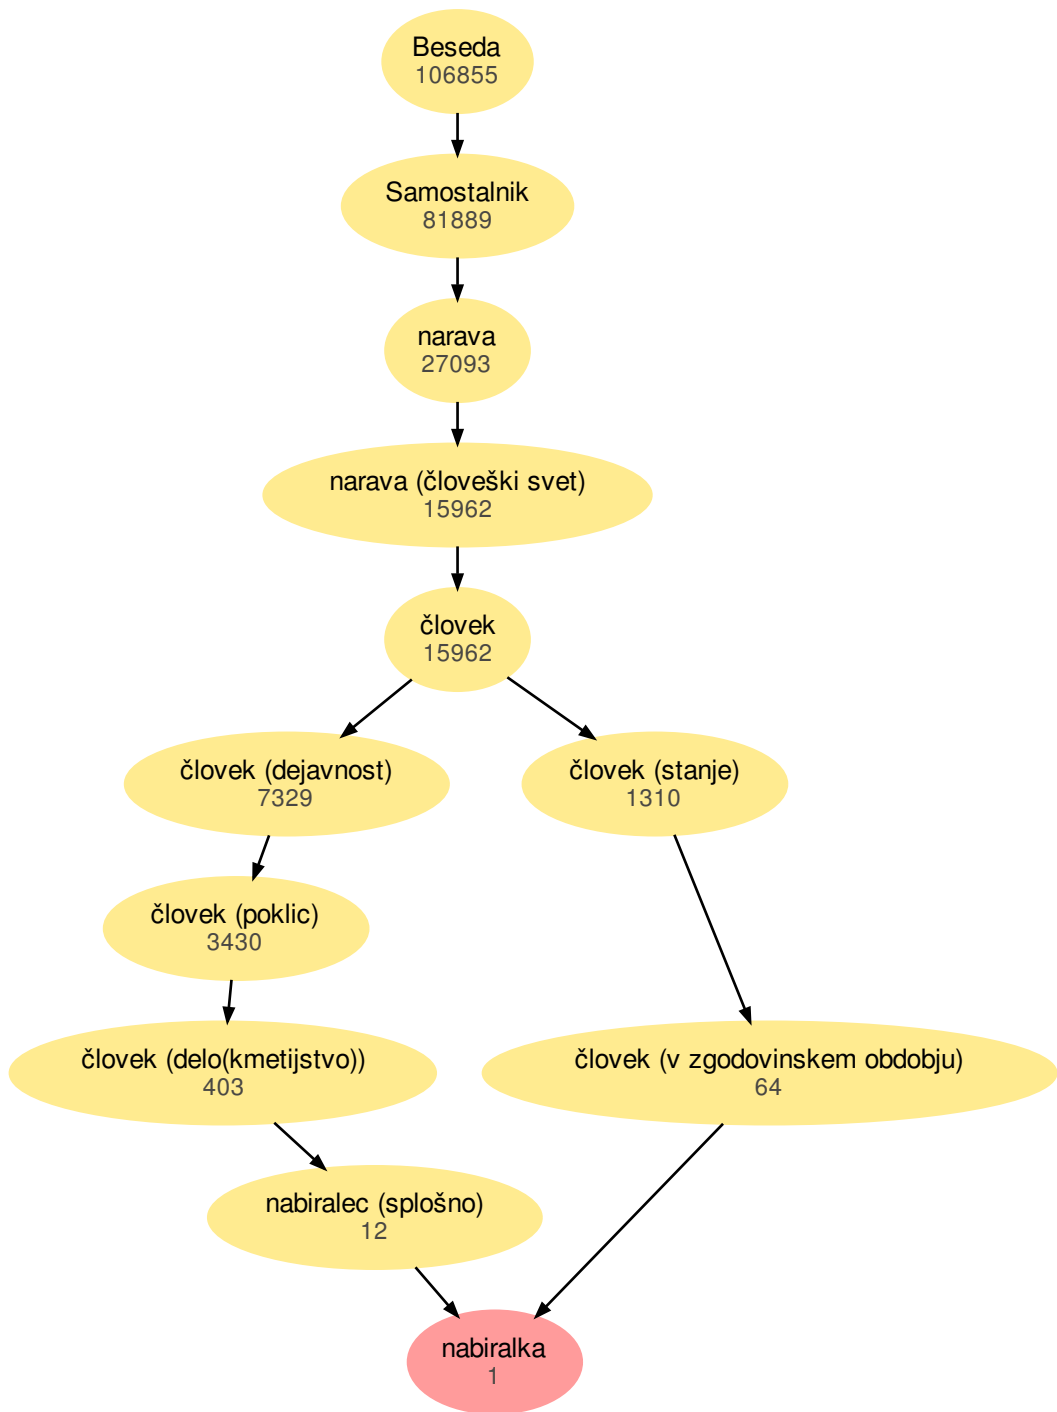 Beseda
106855
Samostalnik
81889
narava
27093
narava (človeški svet)
15962
človek
15962
človek (dejavnost)
7329
človek (stanje)
1310
človek (poklic)
3430
človek (delo(kmetijstvo))
403
človek (v zgodovinskem obdobju)
64
nabiralec (splošno)
12
nabiralka
1